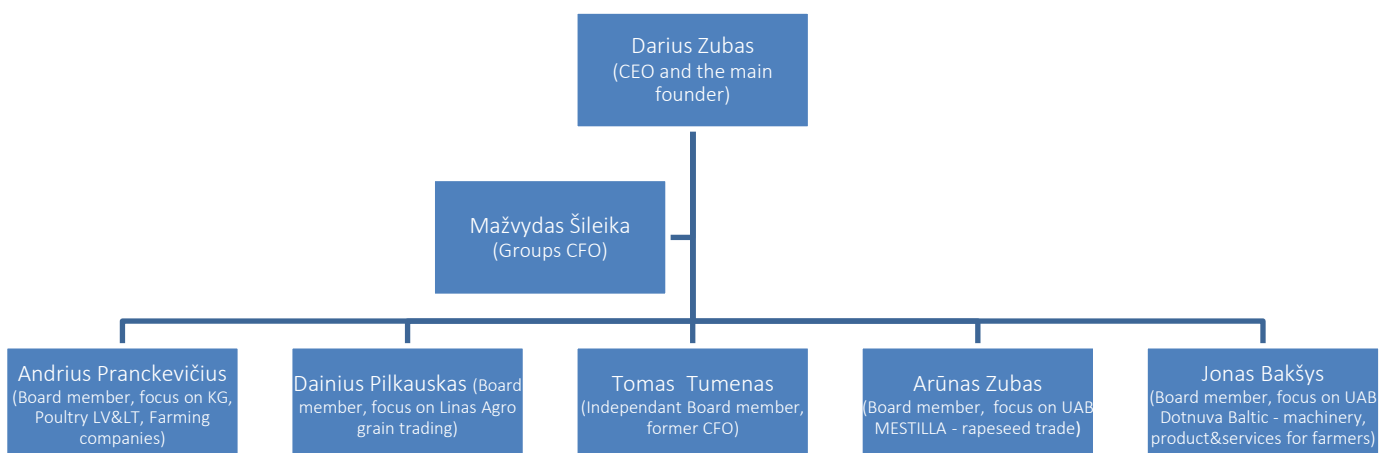 Darius Zubas
(CEO and the main
founder)
Mažvydas Šileika
(Groups CFO)
Andrius Pranckevičius
(Board member, focus on KG,
Poultry LV&LT, Farming
companies)
Dainius Pilkauskas (Board
member, focus on Linas Agro
grain trading)
Tomas Tumenas
(Independant Board member,
former CFO)
Arūnas Zubas
(Board member, focus on UAB
MESTILLA - rapeseed trade)
Jonas Bakšys
(Board member, focus on UAB
Dotnuva Baltic - machinery,
product&services for farmers)